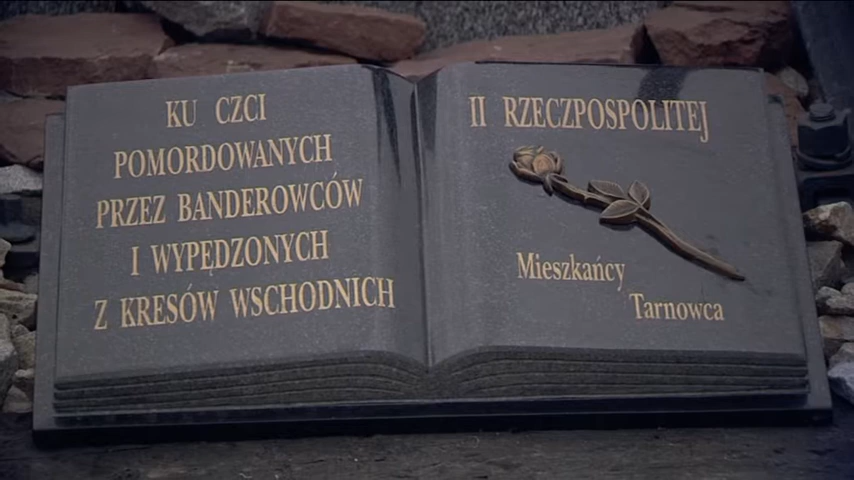 KU CZCI
POMORDOWANYCH
PRZEZ BANDEROWCÓW
I WYPĘDZONYCH
Z KRESÓW WSCHODNICH
II RZECZPOSPOLITEJ
Mieszkańcy
Tarnowca